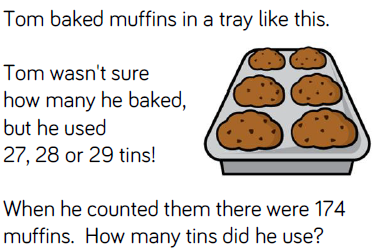 Tom baked muffins in a tray like this.
Tom wasn't sure
how many he baked,
but he used
27, 28 or 29 tins!
When he counted them there were 174
muffins. How many tins did he use?